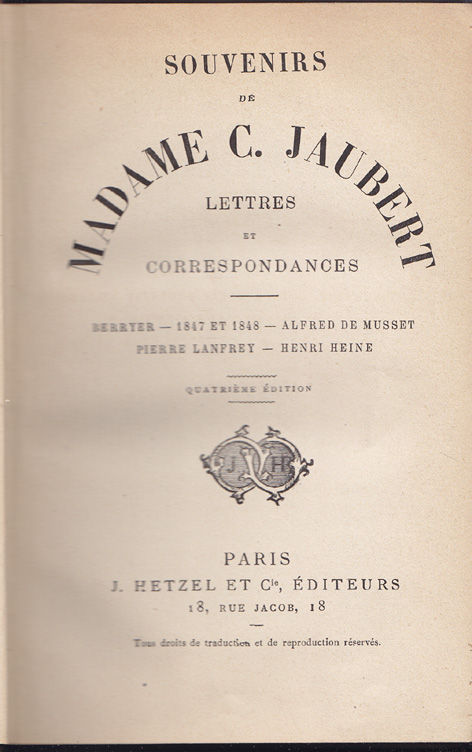 SOUVENIRS
DE
MADAME C. JAUBERT
LETTRES
ET
CORRESPONDANCES
BERRYER — 1847 ET 1848 — ALFRED DE MUSSET
PIERRE LANFREY — HENRI HEINE
QUATRIÈME ÉDITION
J H
PARIS
J. HETZEL ET Cie, ÉDITEURS
18, RUE JACOB, 18
Tous droits de traduction et de reproduction réservés.